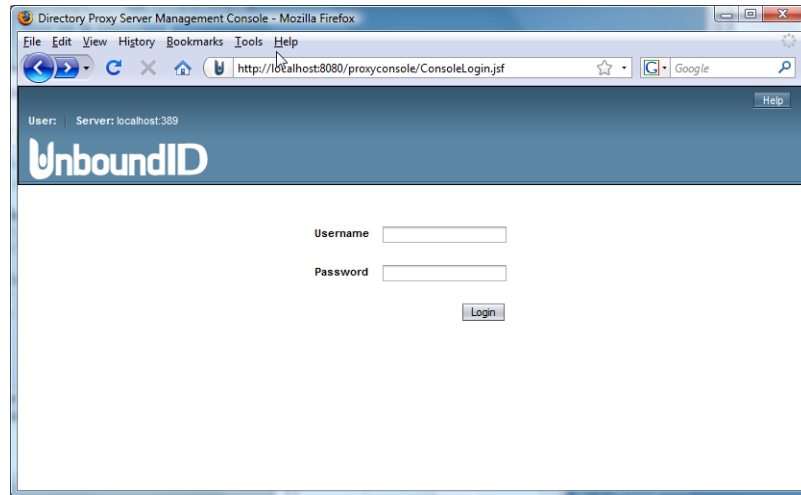 Directory Proxy Server Management Console - Mozilla Firefox
File Edit View History Bookmarks Tools Help
http://localhost:8080/proxyconsole/ConsoleLogin.jsf
G Google
Help
User: Server: localhost:389
UnboundID
Username
Password
Login